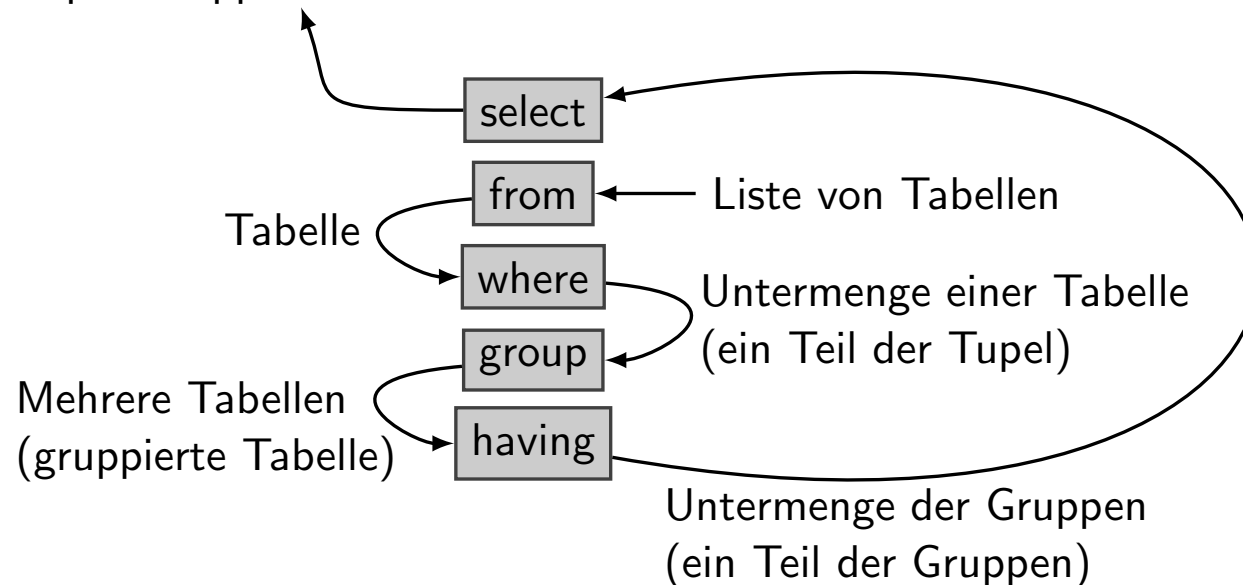 select
from
Liste von Tabellen
Tabelle
where
Untermenge einer Tabelle
(ein Teil der Tupel)
group
Mehrere Tabellen
(gruppierte Tabelle)
having
Untermenge der Gruppen
(ein Teil der Gruppen)